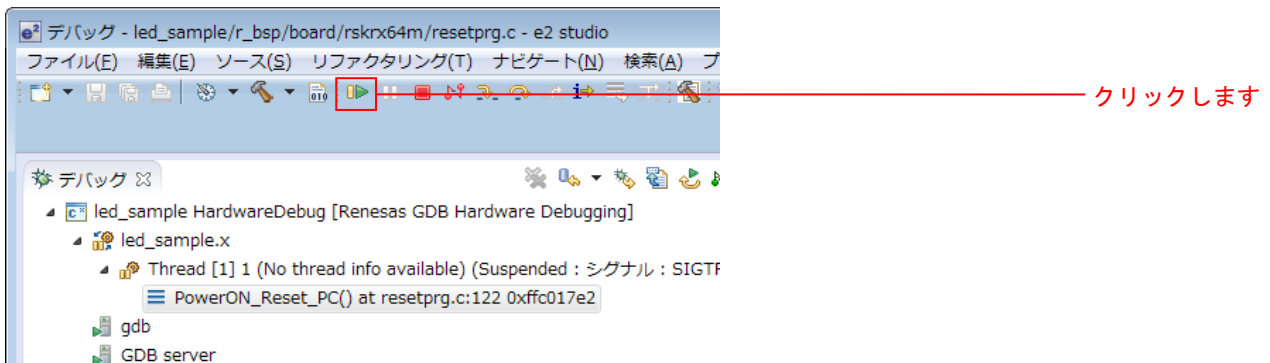 デバッグ - led_sample/r_bsp/board/rskrx64m/resetprg.c - e2 studio
ファイル(F) 編集(E) ソース(S) リファクタリング(T) ナビゲート(N) 検索(A) プ
010
クリックします
デバッグ
led_sample HardwareDebug [Renesas GDB Hardware Debugging]
led_sample.x
Thread [1] 1 (No thread info available) (Suspended : シグナル : SIGTF
PowerON_Reset_PC() at resetprg.c:122 0xffc017e2
gdb
GDB server